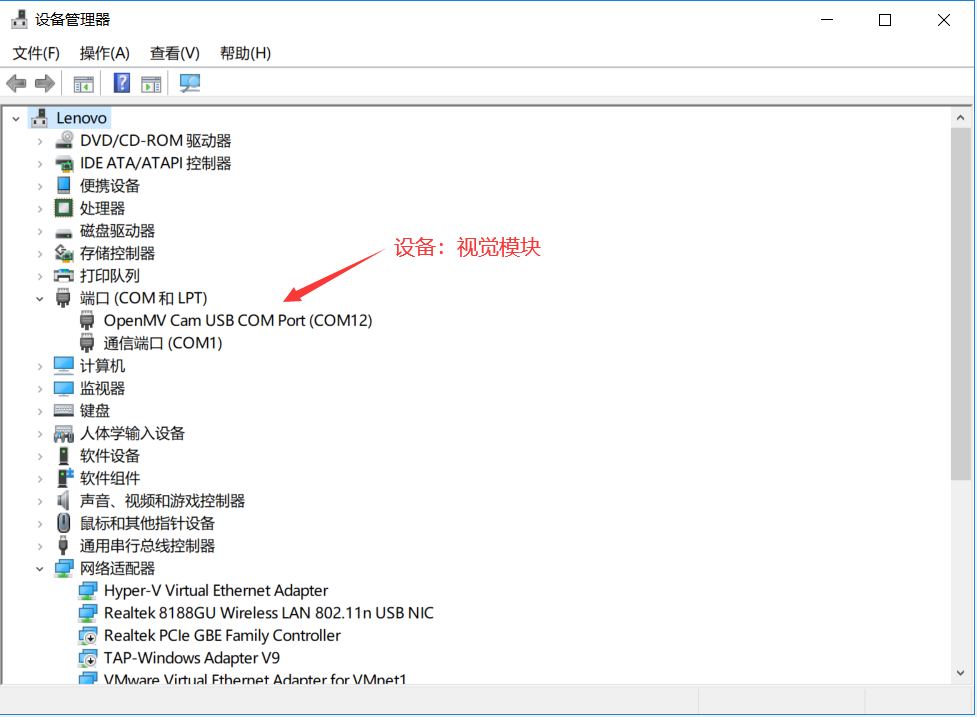 设备管理器
文件(F) 操作(A) 查看(V) 帮助(H)
Lenovo
DVD/CD-ROM 驱动器
IDE ATA/ATAPI 控制器
便携设备
处理器
磁盘驱动器
设备：视觉模块
存储控制器
打印队列
端口 (COM 和 LPT)
OpenMV Cam USB COM Port (COM12)
通信端口 (COM1)
计算机
监视器
键盘
人体学输入设备
软件设备
软件组件
声音、视频和游戏控制器
鼠标和其他指针设备
通用串行总线控制器
网络适配器
Hyper-V Virtual Ethernet Adapter
Realtek 8188GU Wireless LAN 802.11n USB NIC
Realtek PCIe GBE Family Controller
TAP-Windows Adapter V9
VMware Virtual Ethernet Adapter for VMnet1